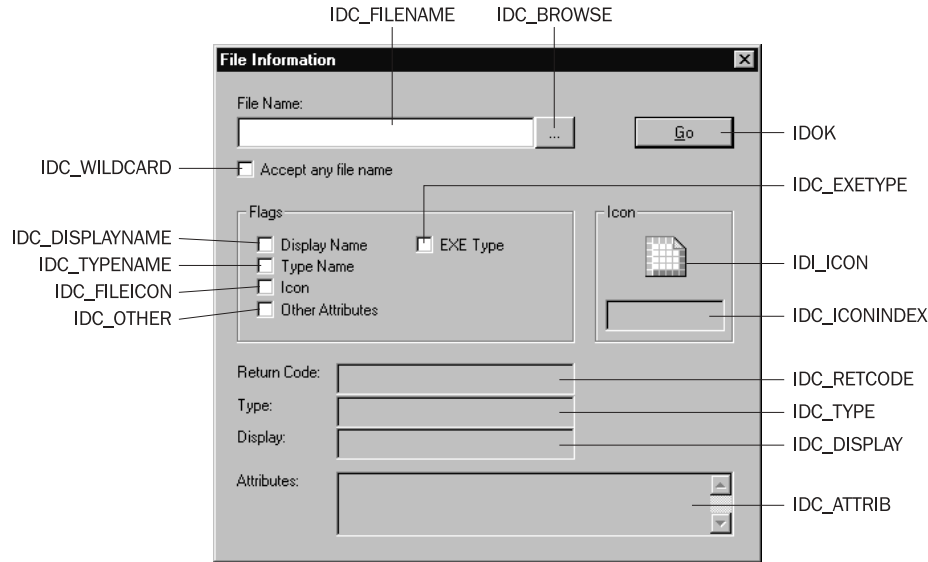 IDC_FILENAME IDC_BROWSE
File Information
File Name:
...
Go
IDOK
IDC_WILDCARD
Accept any file name
IDC_EXETYPE
Flags
Icon
IDC_DISPLAYNAME
Display Name
EXE Type
IDC_TYPENAME
Type Name
IDI_ICON
IDC_FILEICON
Icon
IDC_OTHER
Other Attributes
IDC_ICONINDEX
Return Code:
IDC_RETCODE
Type:
IDC_TYPE
Display:
IDC_DISPLAY
Attributes:
IDC_ATTRIB